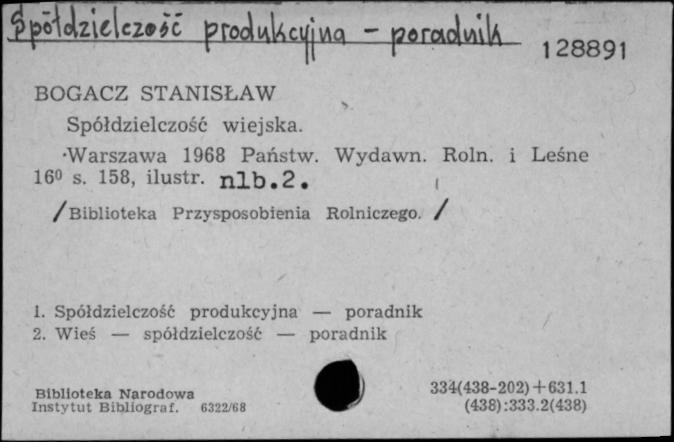 Spółdzielczość produkcyjna - poradnik
128891
BOGACZ STANISŁAW
Spółdzielczość wiejska.
Warszawa 1968 Państw. Wydawn. Roln. i Leśne
16⁰ s. 158, ilustr. nlb.2.
/Biblioteka Przysposobienia Rolniczego. /
1. Spółdzielczość produkcyjna — poradnik
2. Wieś — spółdzielczość — poradnik
Biblioteka Narodowa
Instytut Bibliograf. 6322/68
334(438-202)+631.1
(438):333.2(438)